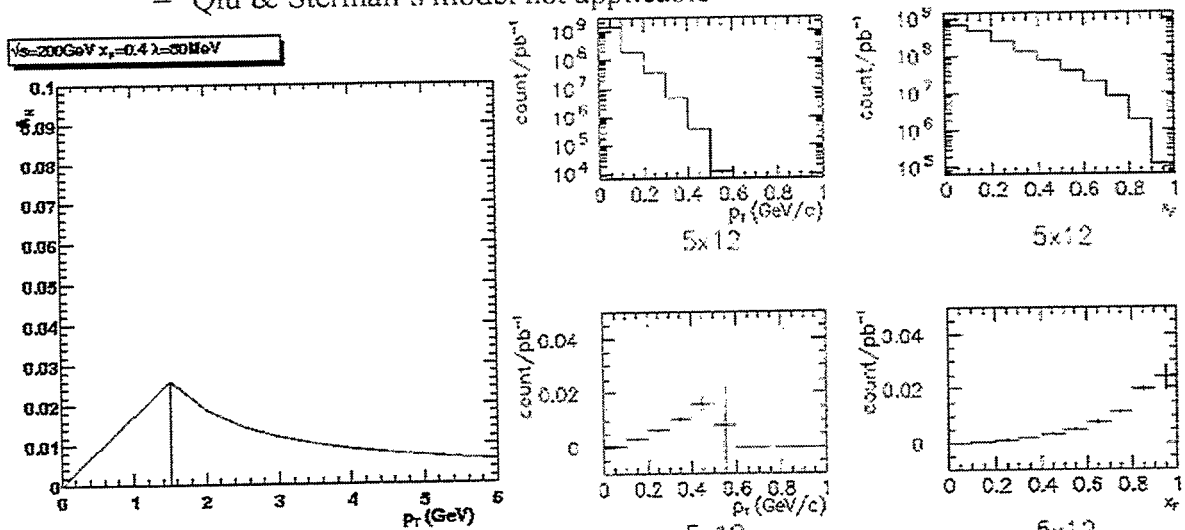 – Qiu & Sterman's model not applicable
√s=200GeV x_F=0.4 λ=80MeV
0.1
0.09
0.08
0.07
0.06
0.05
0.04
0.03
0.02
0.01
0
0 1 2 3 4 5 6
p_T (GeV)
count/pb⁻¹
10⁹
10⁸
10⁷
10⁶
10⁵
10⁴
0 0.2 0.4 0.6 0.8 1
p_T (GeV/c)
5x12
count/pb⁻¹
10⁹
10⁸
10⁷
10⁶
10⁵
0 0.2 0.4 0.6 0.8 1
x_F
5x12
count/pb⁻¹
0.04
0.02
0
0 0.2 0.4 0.6 0.8 1
p_T (GeV/c)
count/pb⁻¹
0.04
0.02
0
0 0.2 0.4 0.6 0.8 1
x_F
5x12